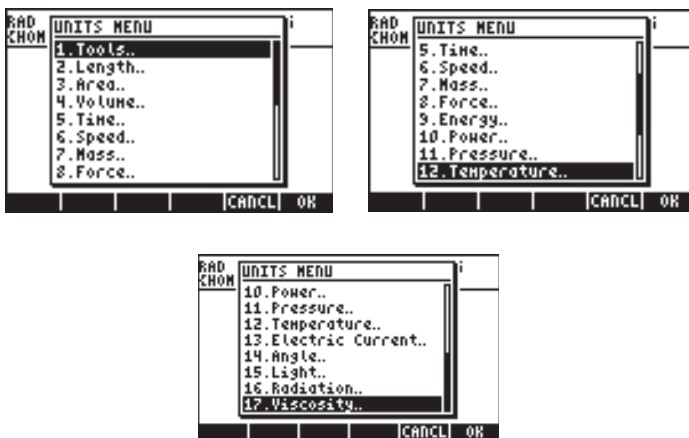 RAD
CHOM
UNITS MENU
i
1.Tools..
2.Length..
3.Area..
4.Volume..
5.Time..
6.Speed..
7.Mass..
8.Force..
CANCL OK
RAD
CHOM
UNITS MENU
i
5.Time..
6.Speed..
7.Mass..
8.Force..
9.Energy..
10.Power..
11.Pressure..
12.Temperature..
CANCL OK
RAD
CHOM
UNITS MENU
i
10.Power..
11.Pressure..
12.Temperature..
13.Electric Current..
14.Angle..
15.Light..
16.Radiation..
17.Viscosity..
CANCL OK